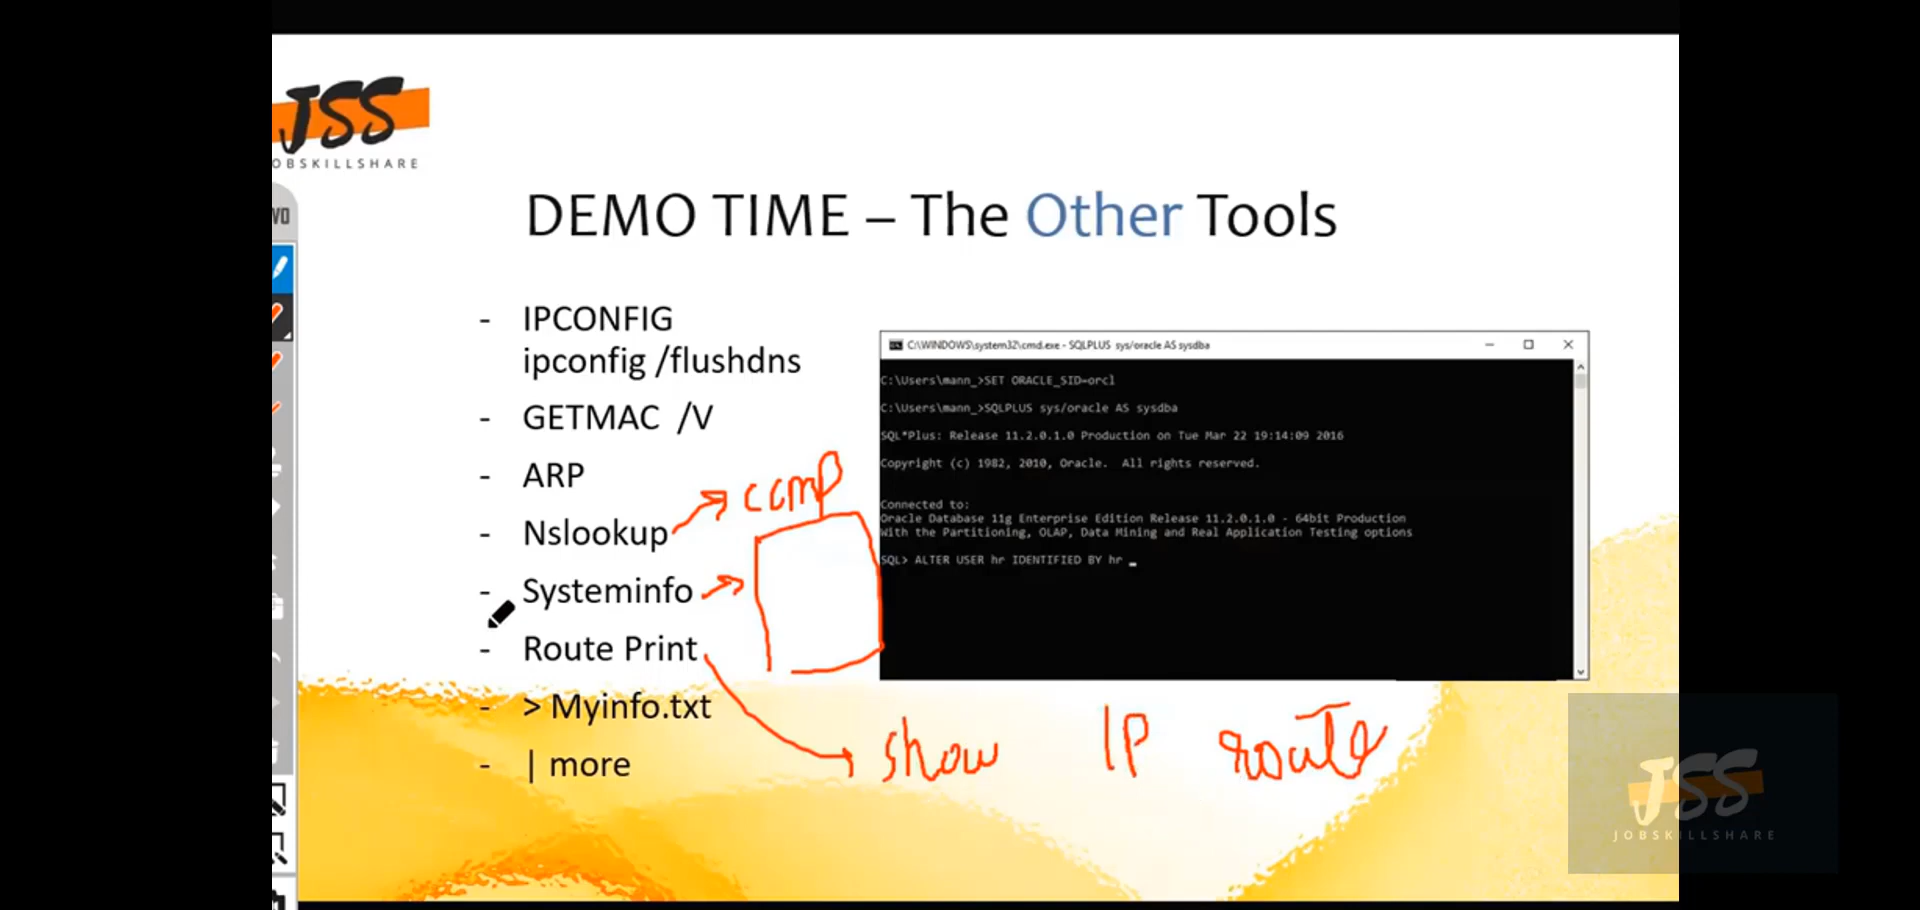 JSS
OBSKILLSHARE
VO
DEMO TIME – The Other Tools
- IPCONFIG
ipconfig /flushdns
- GETMAC /V
- ARP
- Nslookup
- Systeminfo
- Route Print
- > Myinfo.txt
- | more
comp
show IP route
C:\WINDOWS\system32\cmd.exe - SQLPLUS sys/oracle AS sysdba
C:\Users\mann_>SET ORACLE_SID=orcl
C:\Users\mann_>SQLPLUS sys/oracle AS sysdba
SQL*Plus: Release 11.2.0.1.0 Production on Tue Mar 22 19:14:09 2016
Copyright (c) 1982, 2010, Oracle. All rights reserved.
Connected to:
Oracle Database 11g Enterprise Edition Release 11.2.0.1.0 - 64bit Production
With the Partitioning, OLAP, Data Mining and Real Application Testing options
SQL> ALTER USER hr IDENTIFIED BY hr _
JSS
JOBSKILLSHARE